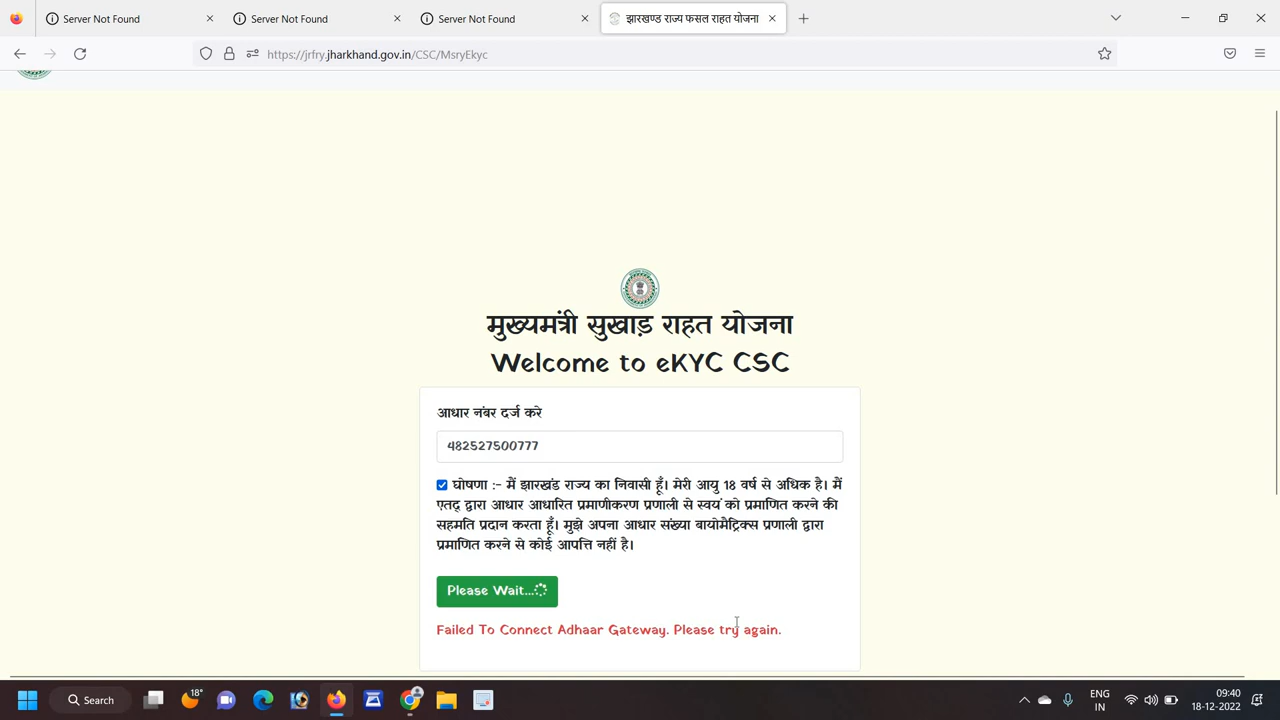 Server Not Found
Server Not Found
Server Not Found
झारखण्ड राज्य फसल राहत योजना
https://jrfry.jharkhand.gov.in/CSC/MsryEkyc
मुख्यमंत्री सुखाड़ राहत योजना
Welcome to eKYC CSC
आधार नंबर दर्ज करे
482527500777
घोषणा :- मैं झारखंड राज्य का निवासी हूँ। मेरी आयु 18 वर्ष से अधिक है। मैं
एतद् द्वारा आधार आधारित प्रमाणीकरण प्रणाली से स्वयं को प्रमाणित करने की
सहमति प्रदान करता हूँ। मुझे अपना आधार संख्या बायोमैट्रिक्स प्रणाली द्वारा
प्रमाणित करने से कोई आपत्ति नहीं है।
Please Wait...
Failed To Connect Adhaar Gateway. Please try again.
Search
18°
ENG
IN
09:40
18-12-2022